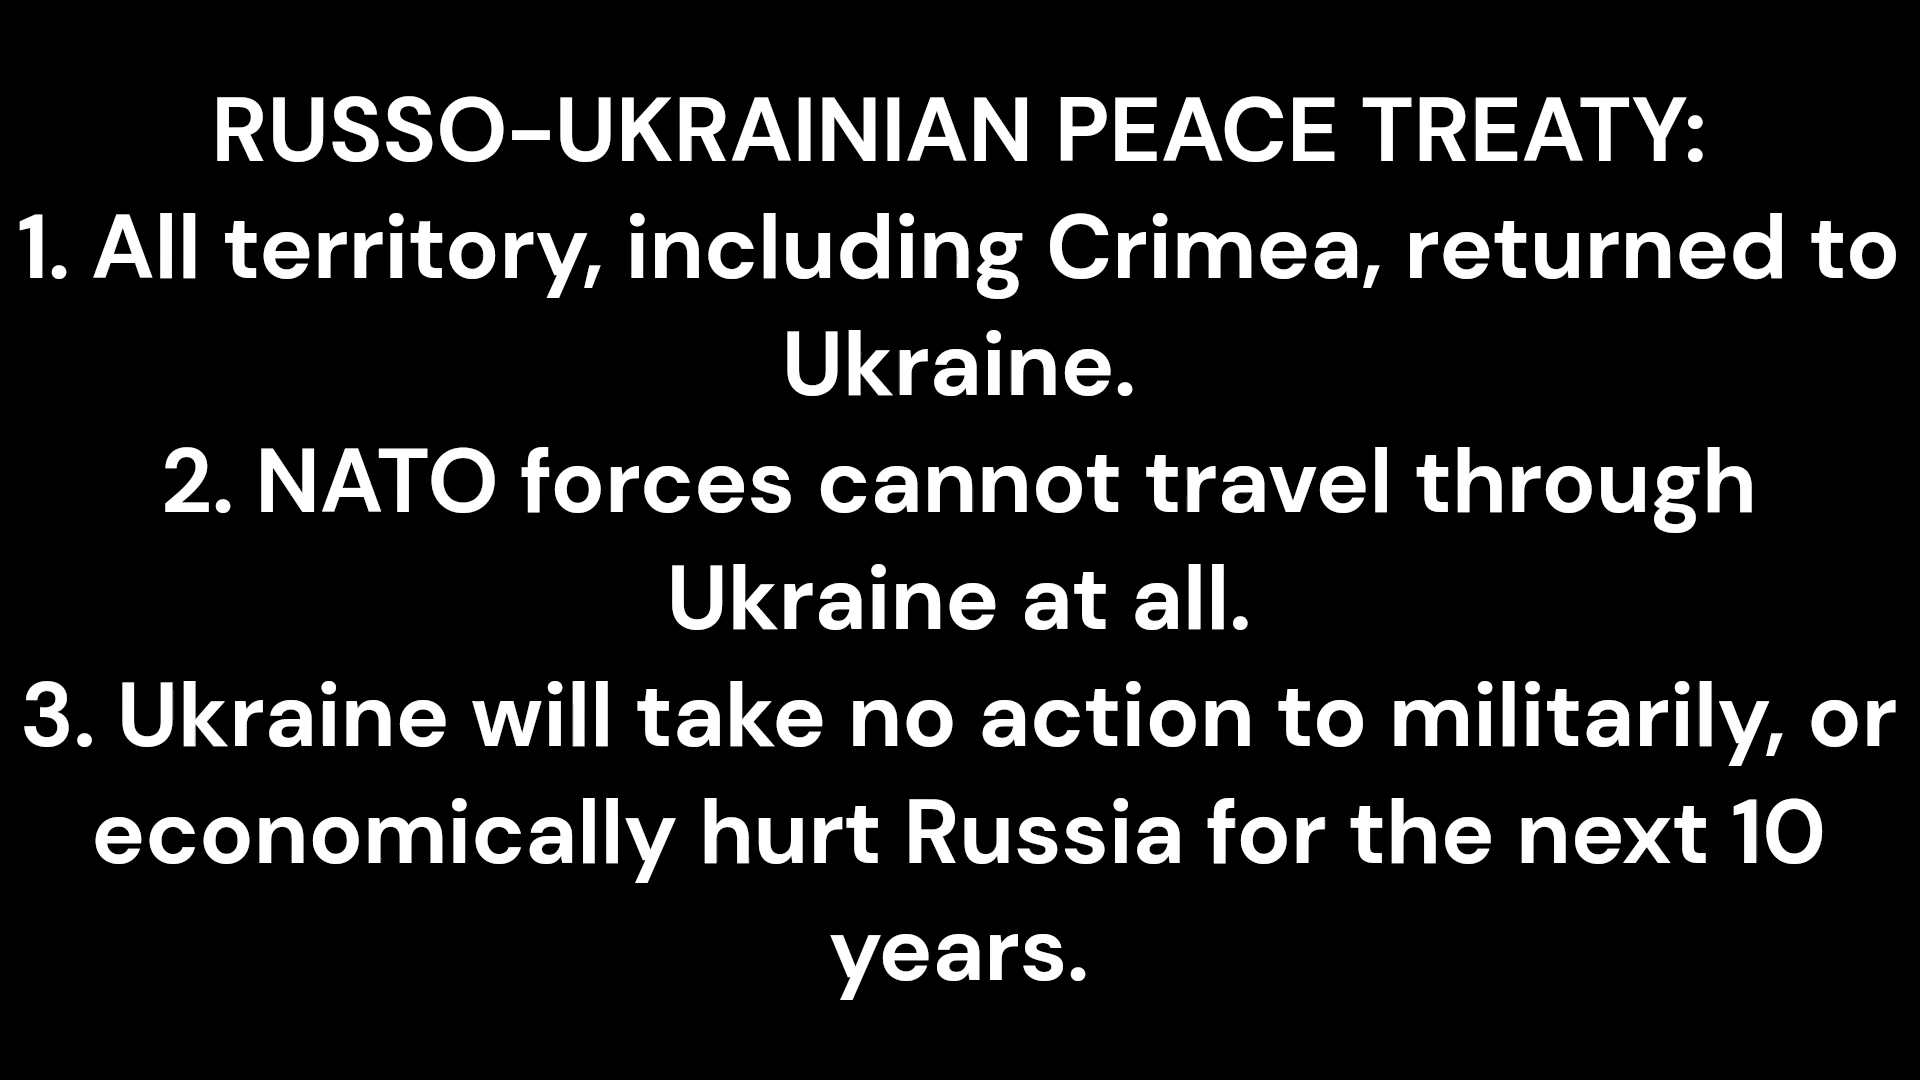 RUSSO-UKRAINIAN PEACE TREATY:
1. All territory, including Crimea, returned to
Ukraine.
2. NATO forces cannot travel through
Ukraine at all.
3. Ukraine will take no action to militarily, or
economically hurt Russia for the next 10
years.